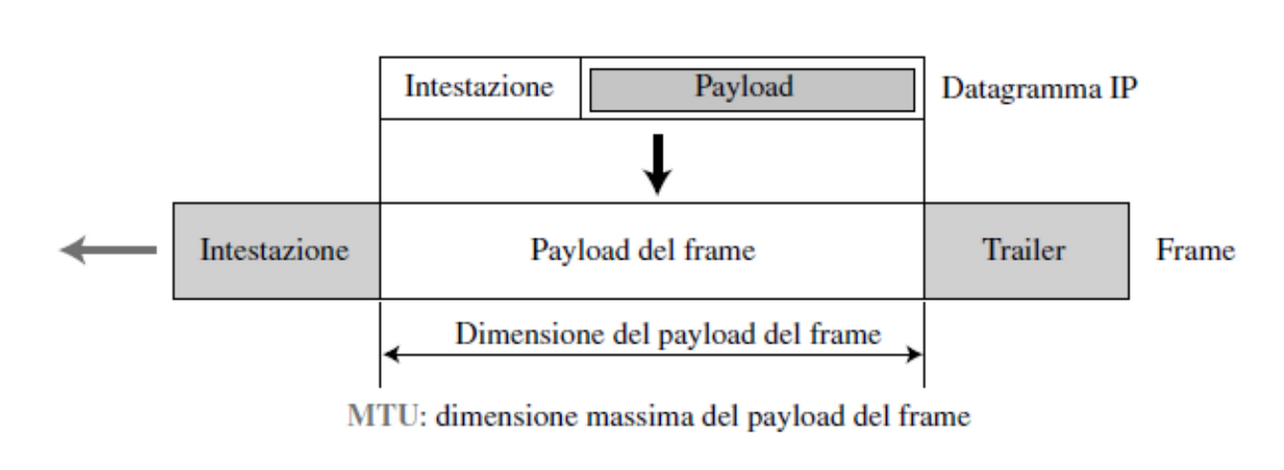 Intestazione Payload Datagramma IP
Intestazione Payload del frame Trailer Frame
Dimensione del payload del frame
MTU: dimensione massima del payload del frame